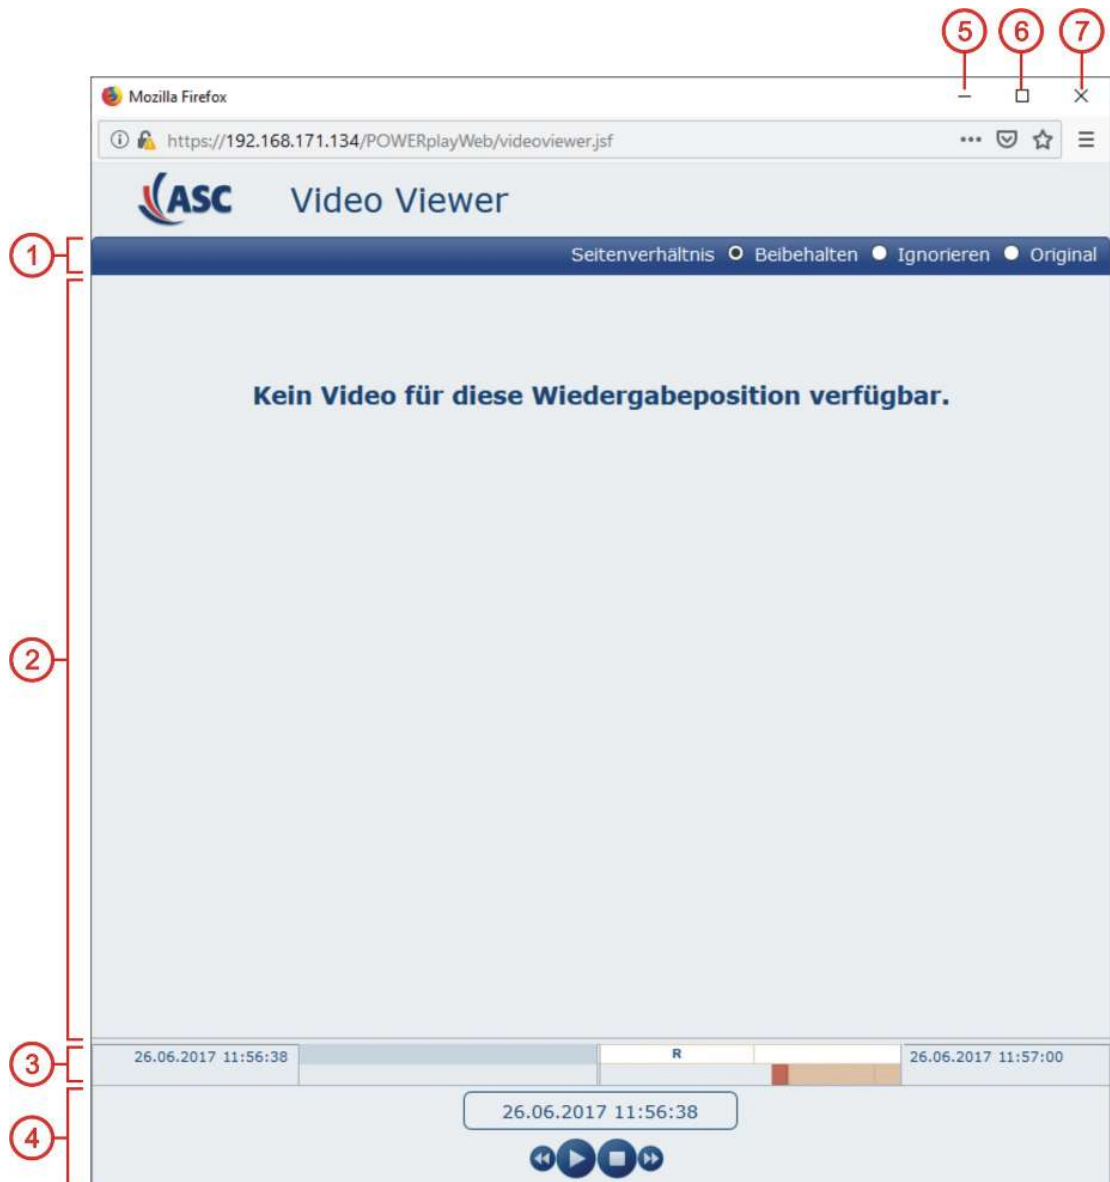 5 6 7
Mozilla Firefox
https://192.168.171.134/POWERplayWeb/videoviewer.jsf
ASC Video Viewer
1
Seitenverhältnis Beibehalten Ignorieren Original
Kein Video für diese Wiedergabeposition verfügbar.
2
3
26.06.2017 11:56:38 R 26.06.2017 11:57:00
26.06.2017 11:56:38
4